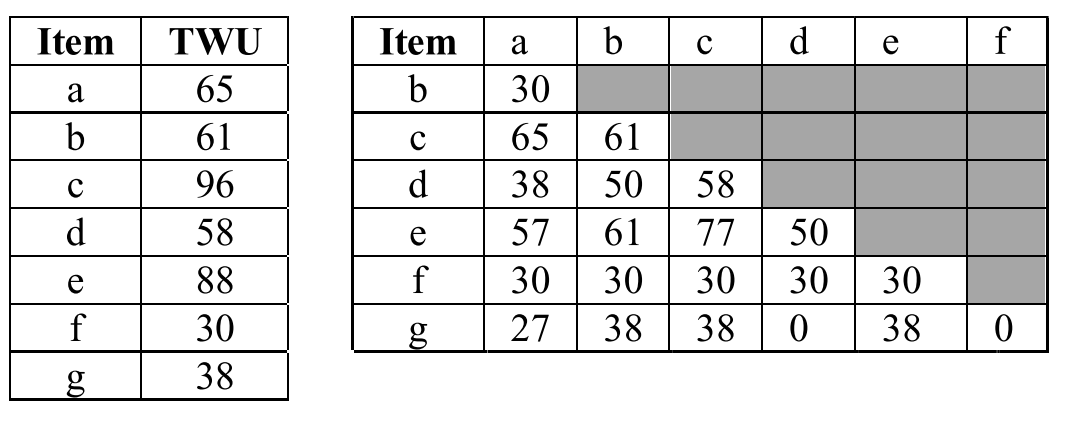 Item TWU
a 65
b 61
c 96
d 58
e 88
f 30
g 38
Item a b c d e f
b 30
c 65 61
d 38 50 58
e 57 61 77 50
f 30 30 30 30 30
g 27 38 38 0 38 0